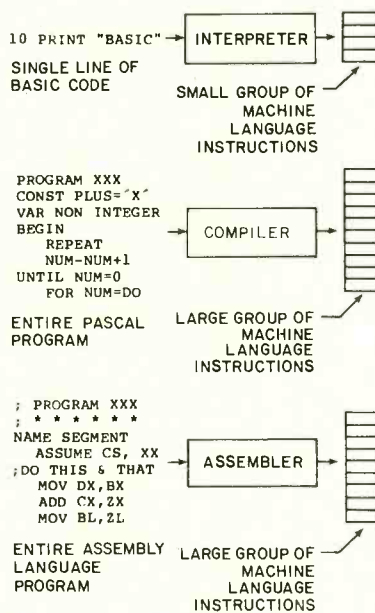 10 PRINT "BASIC"
INTERPRETER
SINGLE LINE OF
BASIC CODE
SMALL GROUP OF
MACHINE
LANGUAGE
INSTRUCTIONS
PROGRAM XXX
CONST PLUS='X'
VAR NON INTEGER
BEGIN
REPEAT
NUM-NUM+1
UNTIL NUM=0
FOR NUM=DO
COMPILER
ENTIRE PASCAL
PROGRAM
LARGE GROUP OF
MACHINE
LANGUAGE
INSTRUCTIONS
; PROGRAM XXX
; * * * * * *
NAME SEGMENT
ASSUME CS, XX
;DO THIS & THAT
MOV DX,BX
ADD CX,ZX
MOV BL,ZL
ASSEMBLER
ENTIRE ASSEMBLY
LANGUAGE
PROGRAM
LARGE GROUP OF
MACHINE
LANGUAGE
INSTRUCTIONS